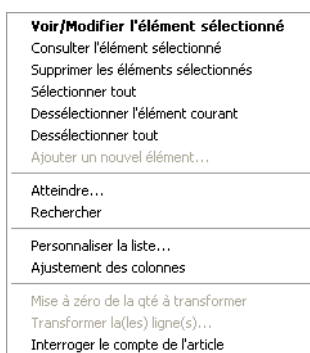 Voir/Modifier l'élément sélectionné
Consulter l'élément sélectionné
Supprimer les éléments sélectionnés
Sélectionner tout
Dessélectionner l'élément courant
Dessélectionner tout
Ajouter un nouvel élément...
Atteindre...
Rechercher
Personnaliser la liste...
Ajustement des colonnes
Mise à zéro de la qté à transformer
Transformer la(les) ligne(s)...
Interroger le compte de l'article